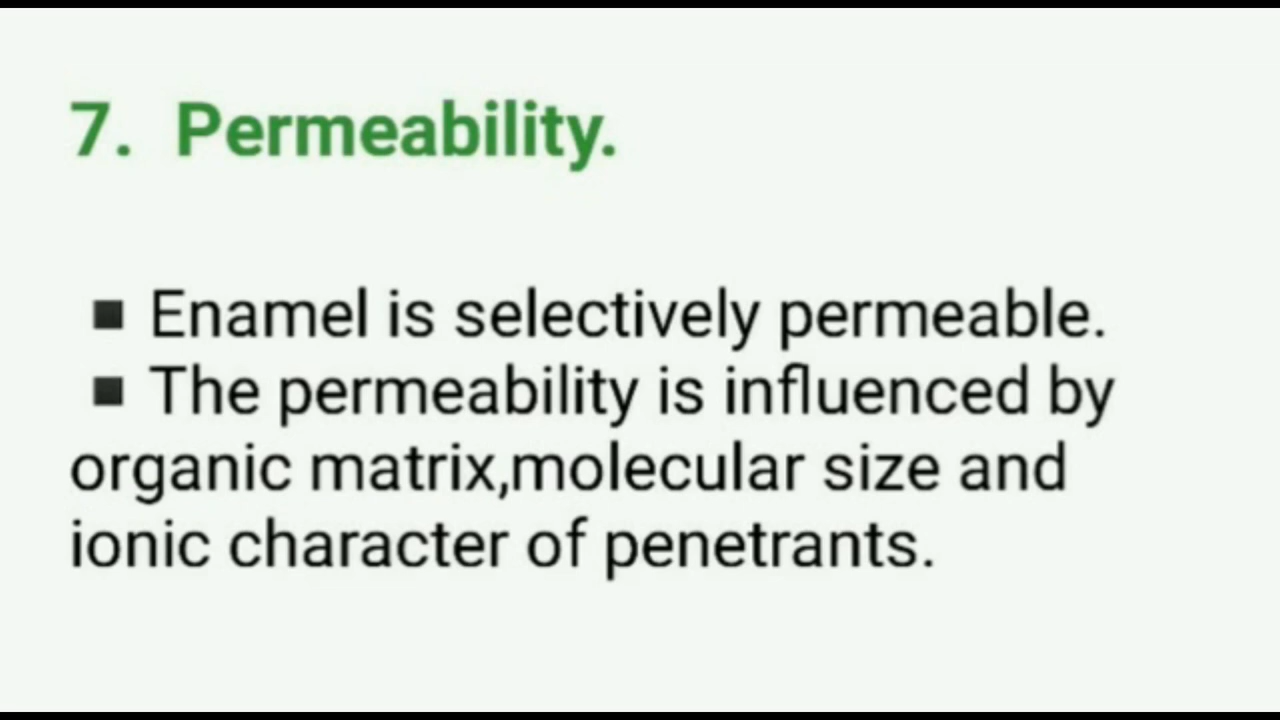 7. Permeability.
▪ Enamel is selectively permeable.
▪ The permeability is influenced by
organic matrix,molecular size and
ionic character of penetrants.